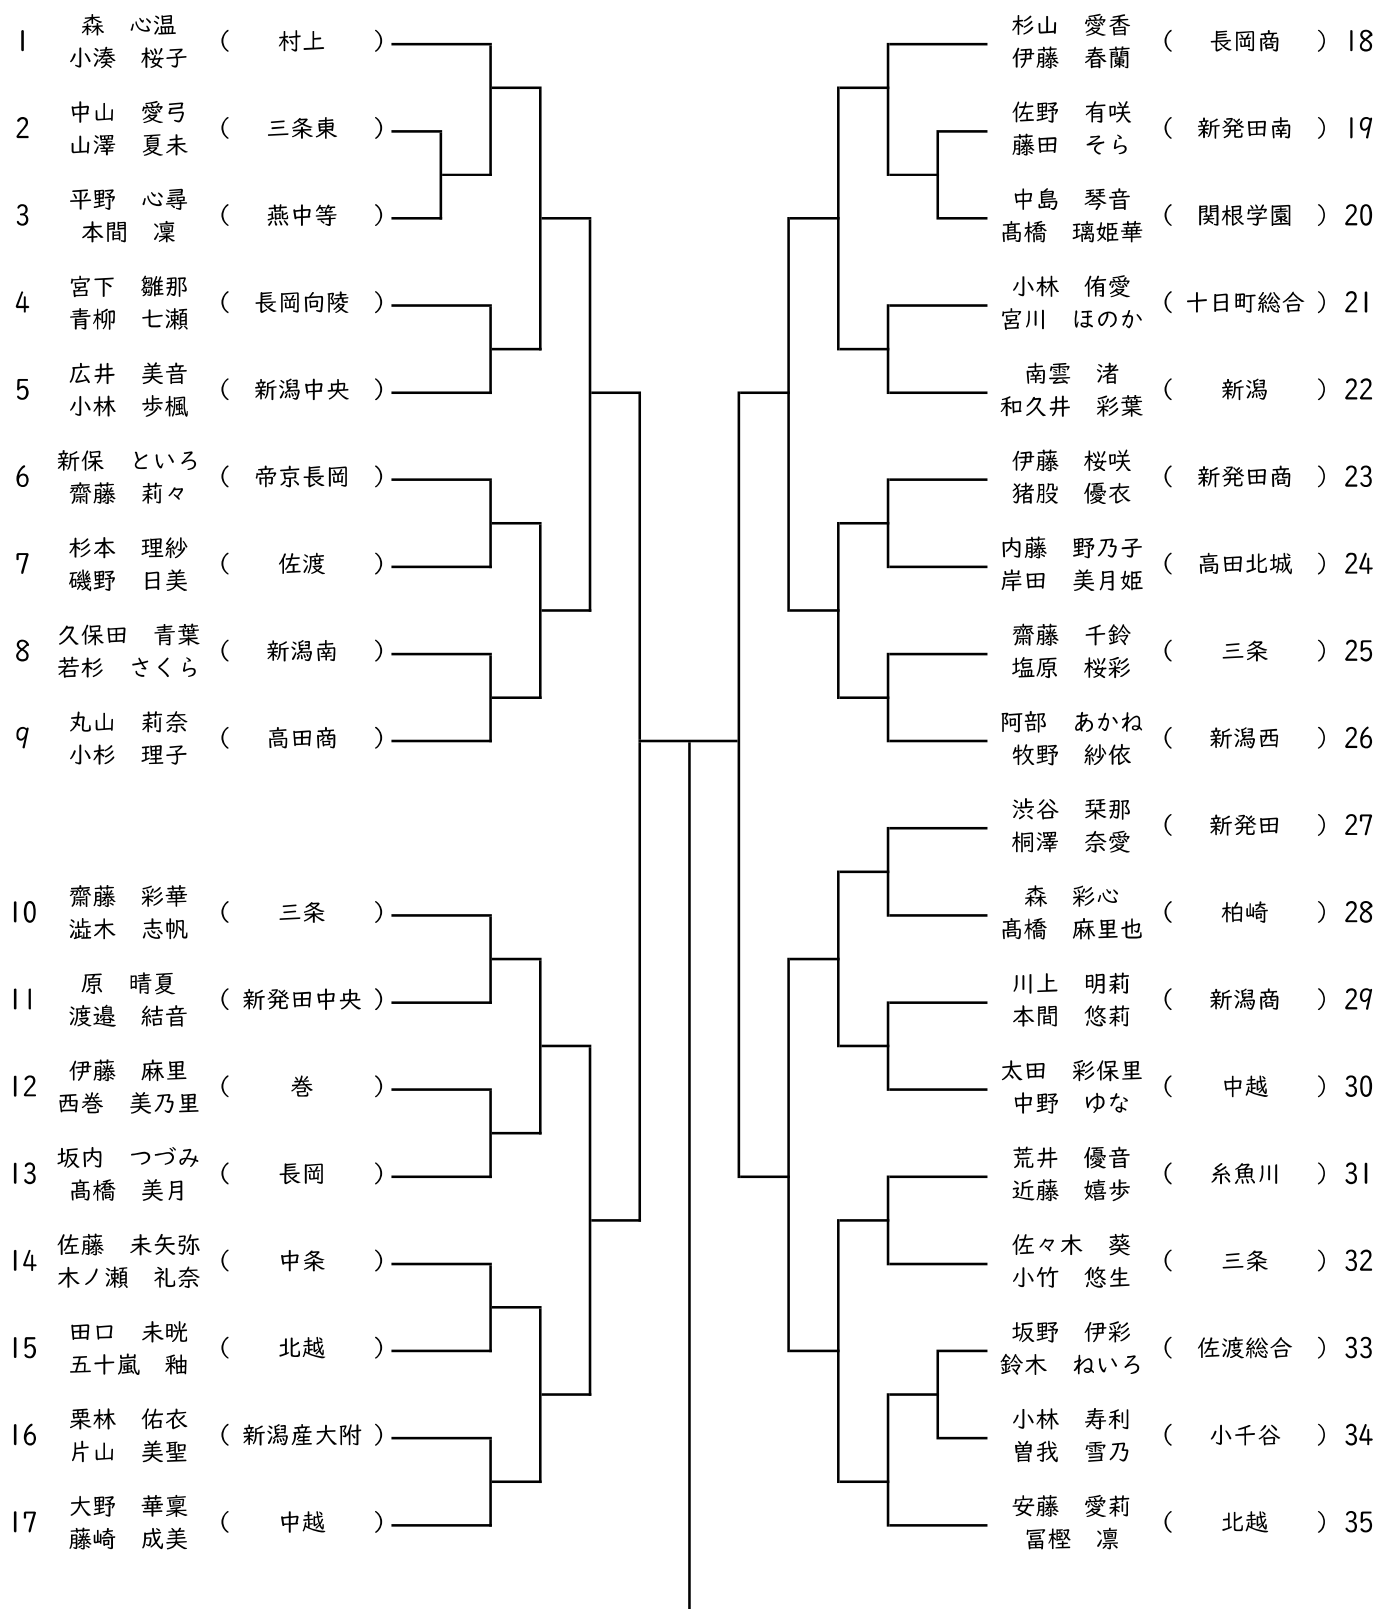 1 森 心温 小湊 桜子 ( 村上 )
2 中山 愛弓 山澤 夏未 ( 三条東 )
3 平野 心尋 本間 凜 ( 燕中等 )
4 宮下 雛那 青柳 七瀬 ( 長岡向陵 )
5 広井 美音 小林 歩楓 ( 新潟中央 )
6 新保 といろ 齋藤 莉々 ( 帝京長岡 )
7 杉本 理紗 磯野 日美 ( 佐渡 )
8 久保田 青葉 若杉 さくら ( 新潟南 )
9 丸山 莉奈 小杉 理子 ( 高田商 )
10 齋藤 彩華 澁木 志帆 ( 三条 )
11 原 晴夏 渡邉 結音 ( 新発田中央 )
12 伊藤 麻里 西巻 美乃里 ( 巻 )
13 坂内 つづみ 髙橋 美月 ( 長岡 )
14 佐藤 未矢弥 木ノ瀬 礼奈 ( 中条 )
15 田口 未晄 五十嵐 釉 ( 北越 )
16 栗林 佑衣 片山 美聖 ( 新潟産大附 )
17 大野 華稟 藤崎 成美 ( 中越 )
杉山 愛香 伊藤 春蘭 ( 長岡商 ) 18
佐野 有咲 藤田 そら ( 新発田南 ) 19
中島 琴音 髙橋 璃姫華 ( 関根学園 ) 20
小林 侑愛 宮川 ほのか ( 十日町総合 ) 21
南雲 渚 和久井 彩葉 ( 新潟 ) 22
伊藤 桜咲 猪股 優衣 ( 新発田商 ) 23
内藤 野乃子 岸田 美月姫 ( 高田北城 ) 24
齋藤 千鈴 塩原 桜彩 ( 三条 ) 25
阿部 あかね 牧野 紗依 ( 新潟西 ) 26
渋谷 栞那 桐澤 奈愛 ( 新発田 ) 27
森 彩心 髙橋 麻里也 ( 柏崎 ) 28
川上 明莉 本間 悠莉 ( 新潟商 ) 29
太田 彩保里 中野 ゆな ( 中越 ) 30
荒井 優音 近藤 嬉歩 ( 糸魚川 ) 31
佐々木 葵 小竹 悠生 ( 三条 ) 32
坂野 伊彩 鈴木 ねいろ ( 佐渡総合 ) 33
小林 寿利 曽我 雪乃 ( 小千谷 ) 34
安藤 愛莉 冨樫 凛 ( 北越 ) 35